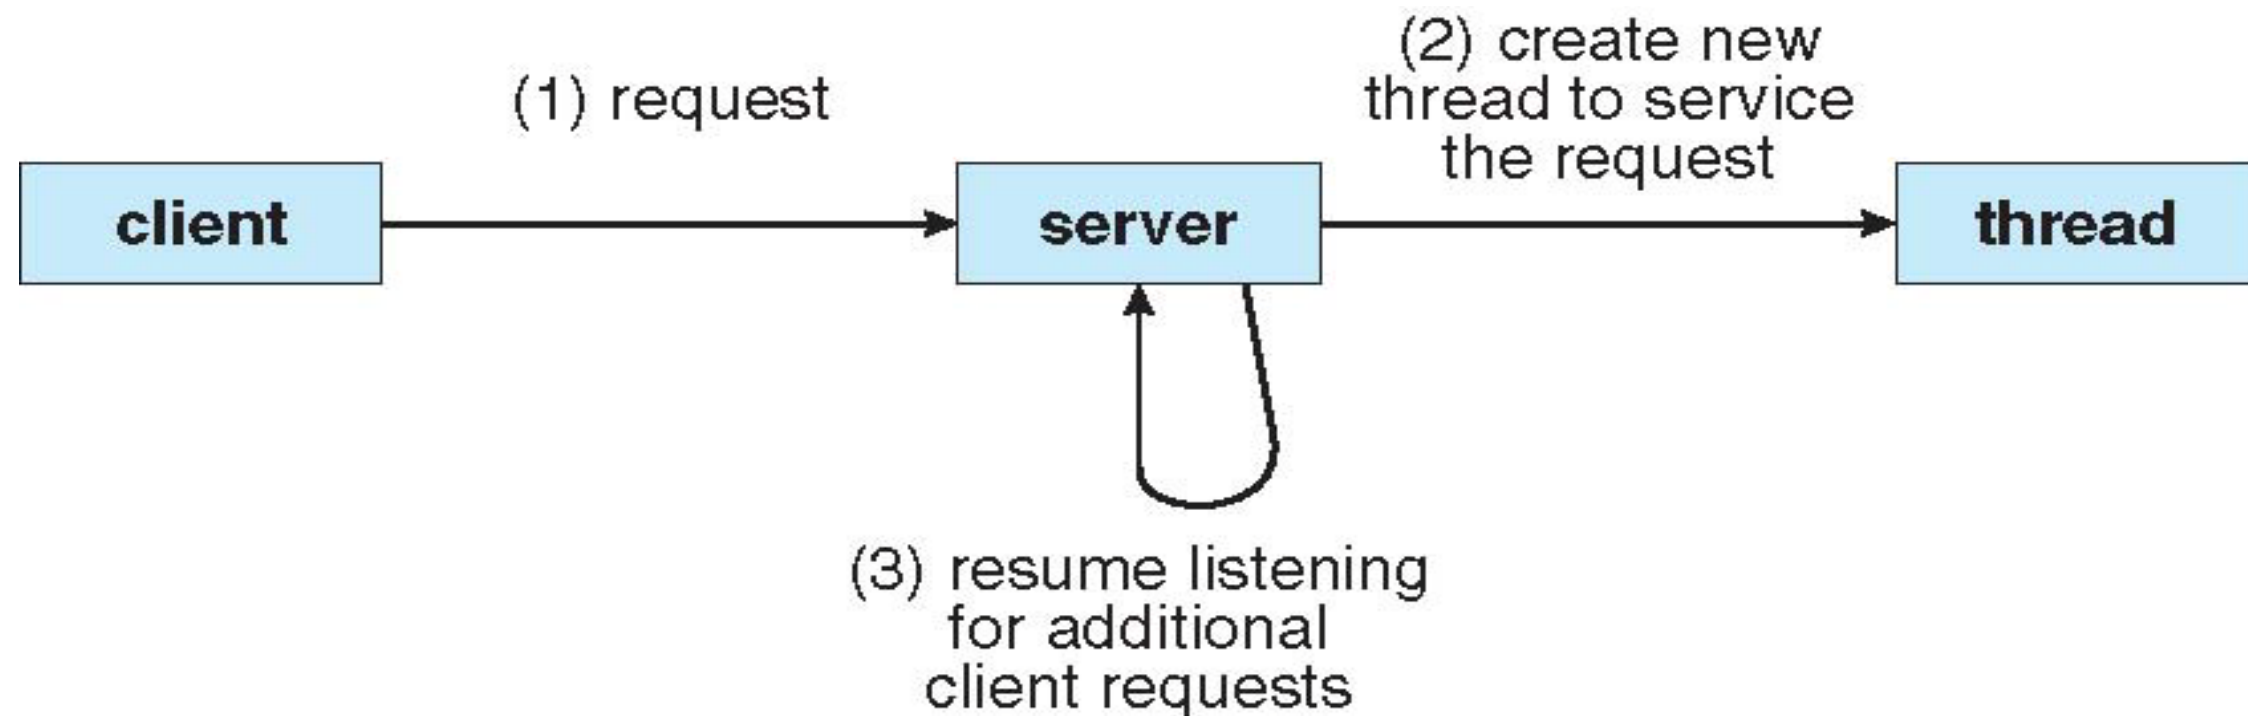 (1) request
(2) create new
thread to service
the request
client
server
thread
(3) resume listening
for additional
client requests